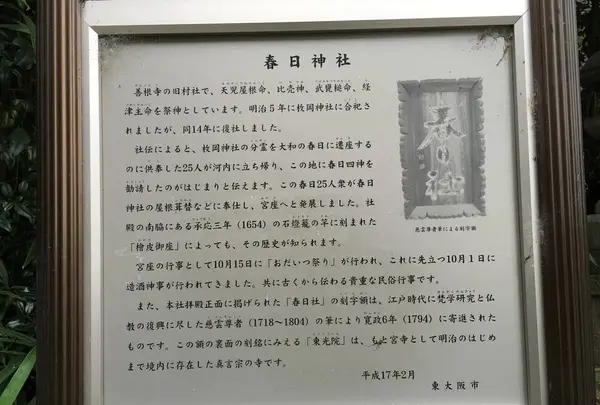 春日神社
善根寺の旧村社で、天児屋根命、比売神、武甕槌命、経
津主命を祭神としています。明治5年に枚岡神社に合祀さ
れましたが、同14年に復社しました。
社伝によると、枚岡神社の分霊を大和の春日に遷座する
のに供奉した25人が河内に立ち帰り、この地に春日四神を
勧請したのがはじまりと伝えます。この春日25人衆が春日
神社の屋根葺替などに奉仕し、宮座へと発展しました。社
殿の南脇にある承応三年(1654)の石燈籠の竿に刻まれた
「檜皮御座」によっても、その歴史が知られます。
宮座の行事として10月15日に「おだいつ祭り」が行われ、これに先立つ10月1日に
造酒神事が行われてきました。共に古くから伝わる貴重な民俗行事です。
また、本社拝殿正面に掲げられた「春日社」の刻字額は、江戸時代に梵学研究と仏
教の復興に尽した慈雲尊者(1718~1804)の筆により寛政6年(1794)に寄進された
ものです。この額の裏面の刻銘にみえる「東光院」は、もと宮寺として明治のはじめ
まで境内に存在した真言宗の寺です。
平成17年2月
東大阪市
春日社
慈雲尊者筆による刻字額